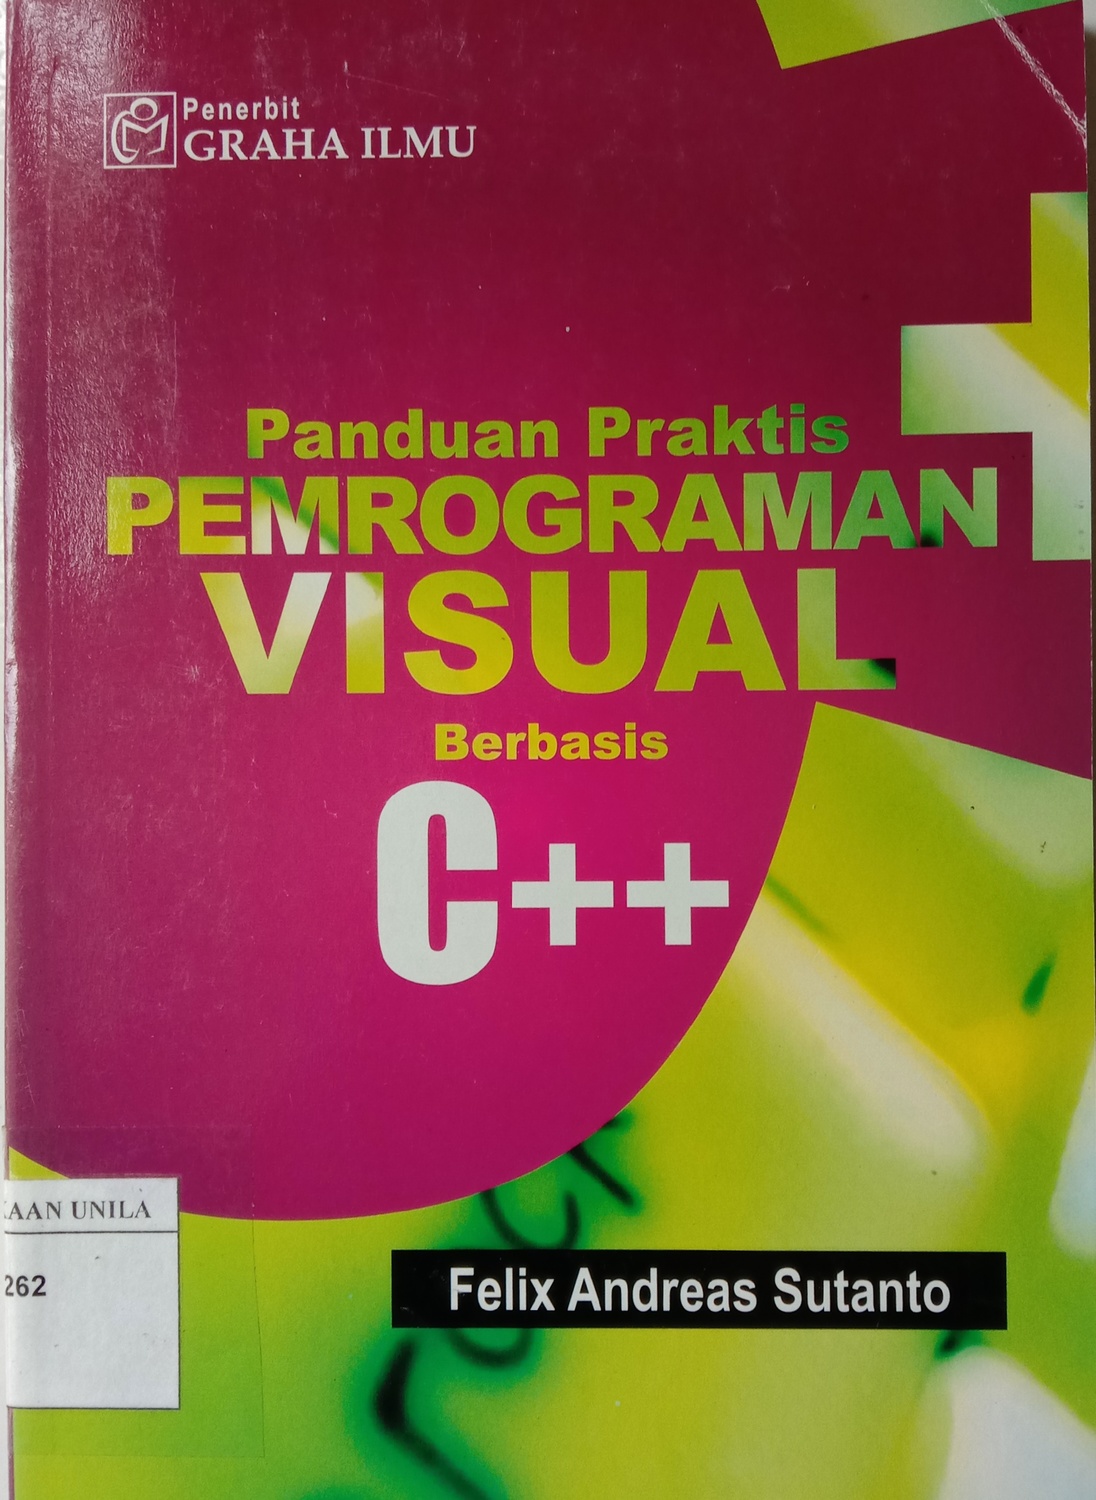 Penerbit
GRAHA ILMU
Panduan Praktis
PEMROGRAMAN
VISUAL
Berbasis
C++
KAAN UNILA
262
Felix Andreas Sutanto